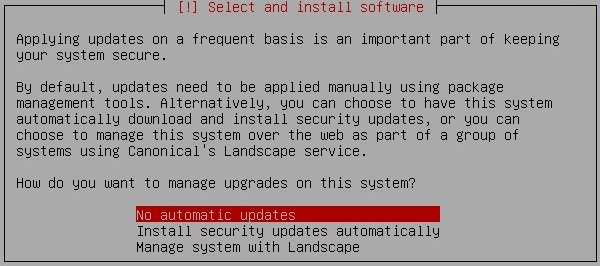 [!] Select and install software
Applying updates on a frequent basis is an important part of keeping
your system secure.
By default, updates need to be applied manually using package
management tools. Alternatively, you can choose to have this system
automatically download and install security updates, or you can
choose to manage this system over the web as part of a group of
systems using Canonical's Landscape service.
How do you want to manage upgrades on this system?
No automatic updates
Install security updates automatically
Manage system with Landscape